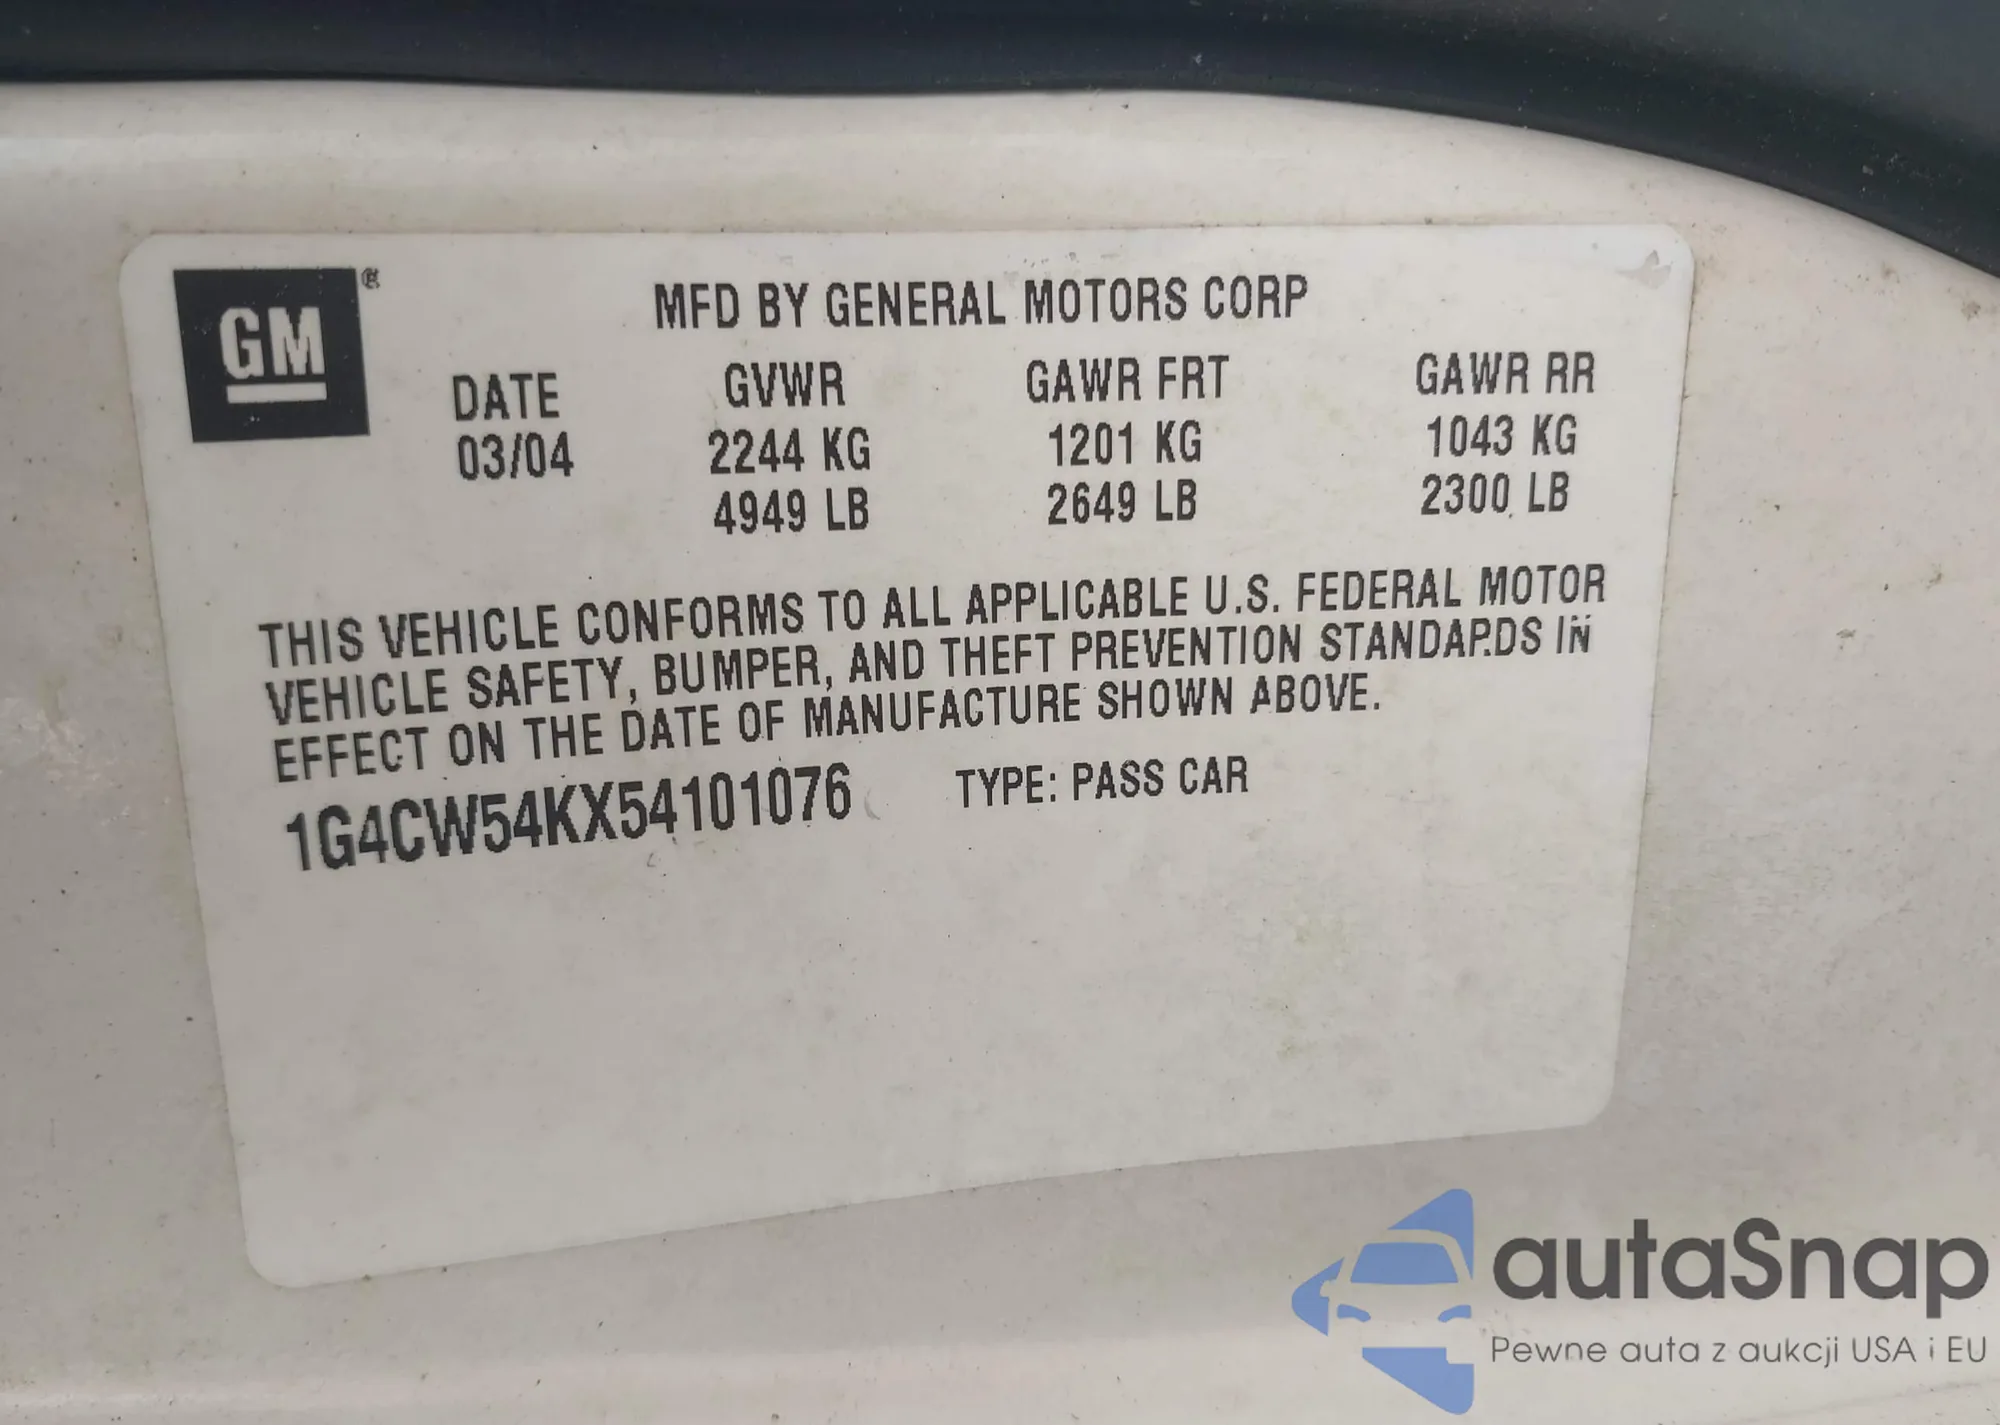 GM ®
MFD BY GENERAL MOTORS CORP
DATE GVWR GAWR FRT GAWR RR
03/04 2244 KG 1201 KG 1043 KG
4949 LB 2649 LB 2300 LB
THIS VEHICLE CONFORMS TO ALL APPLICABLE U.S. FEDERAL MOTOR
VEHICLE SAFETY, BUMPER, AND THEFT PREVENTION STANDARDS IN
EFFECT ON THE DATE OF MANUFACTURE SHOWN ABOVE.
1G4CW54KX54101076 TYPE: PASS CAR
autaSnap
Pewne auta z aukcji USA i EU